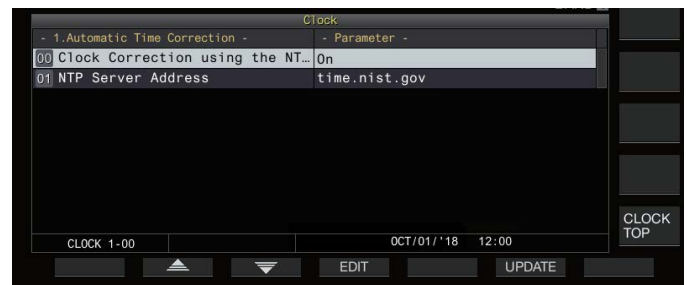 Clock
- 1.Automatic Time Correction - - Parameter -
00 Clock Correction using the NT… On
01 NTP Server Address time.nist.gov
CLOCK 1-00 OCT/01/'18 12:00
CLOCK
TOP
EDIT UPDATE